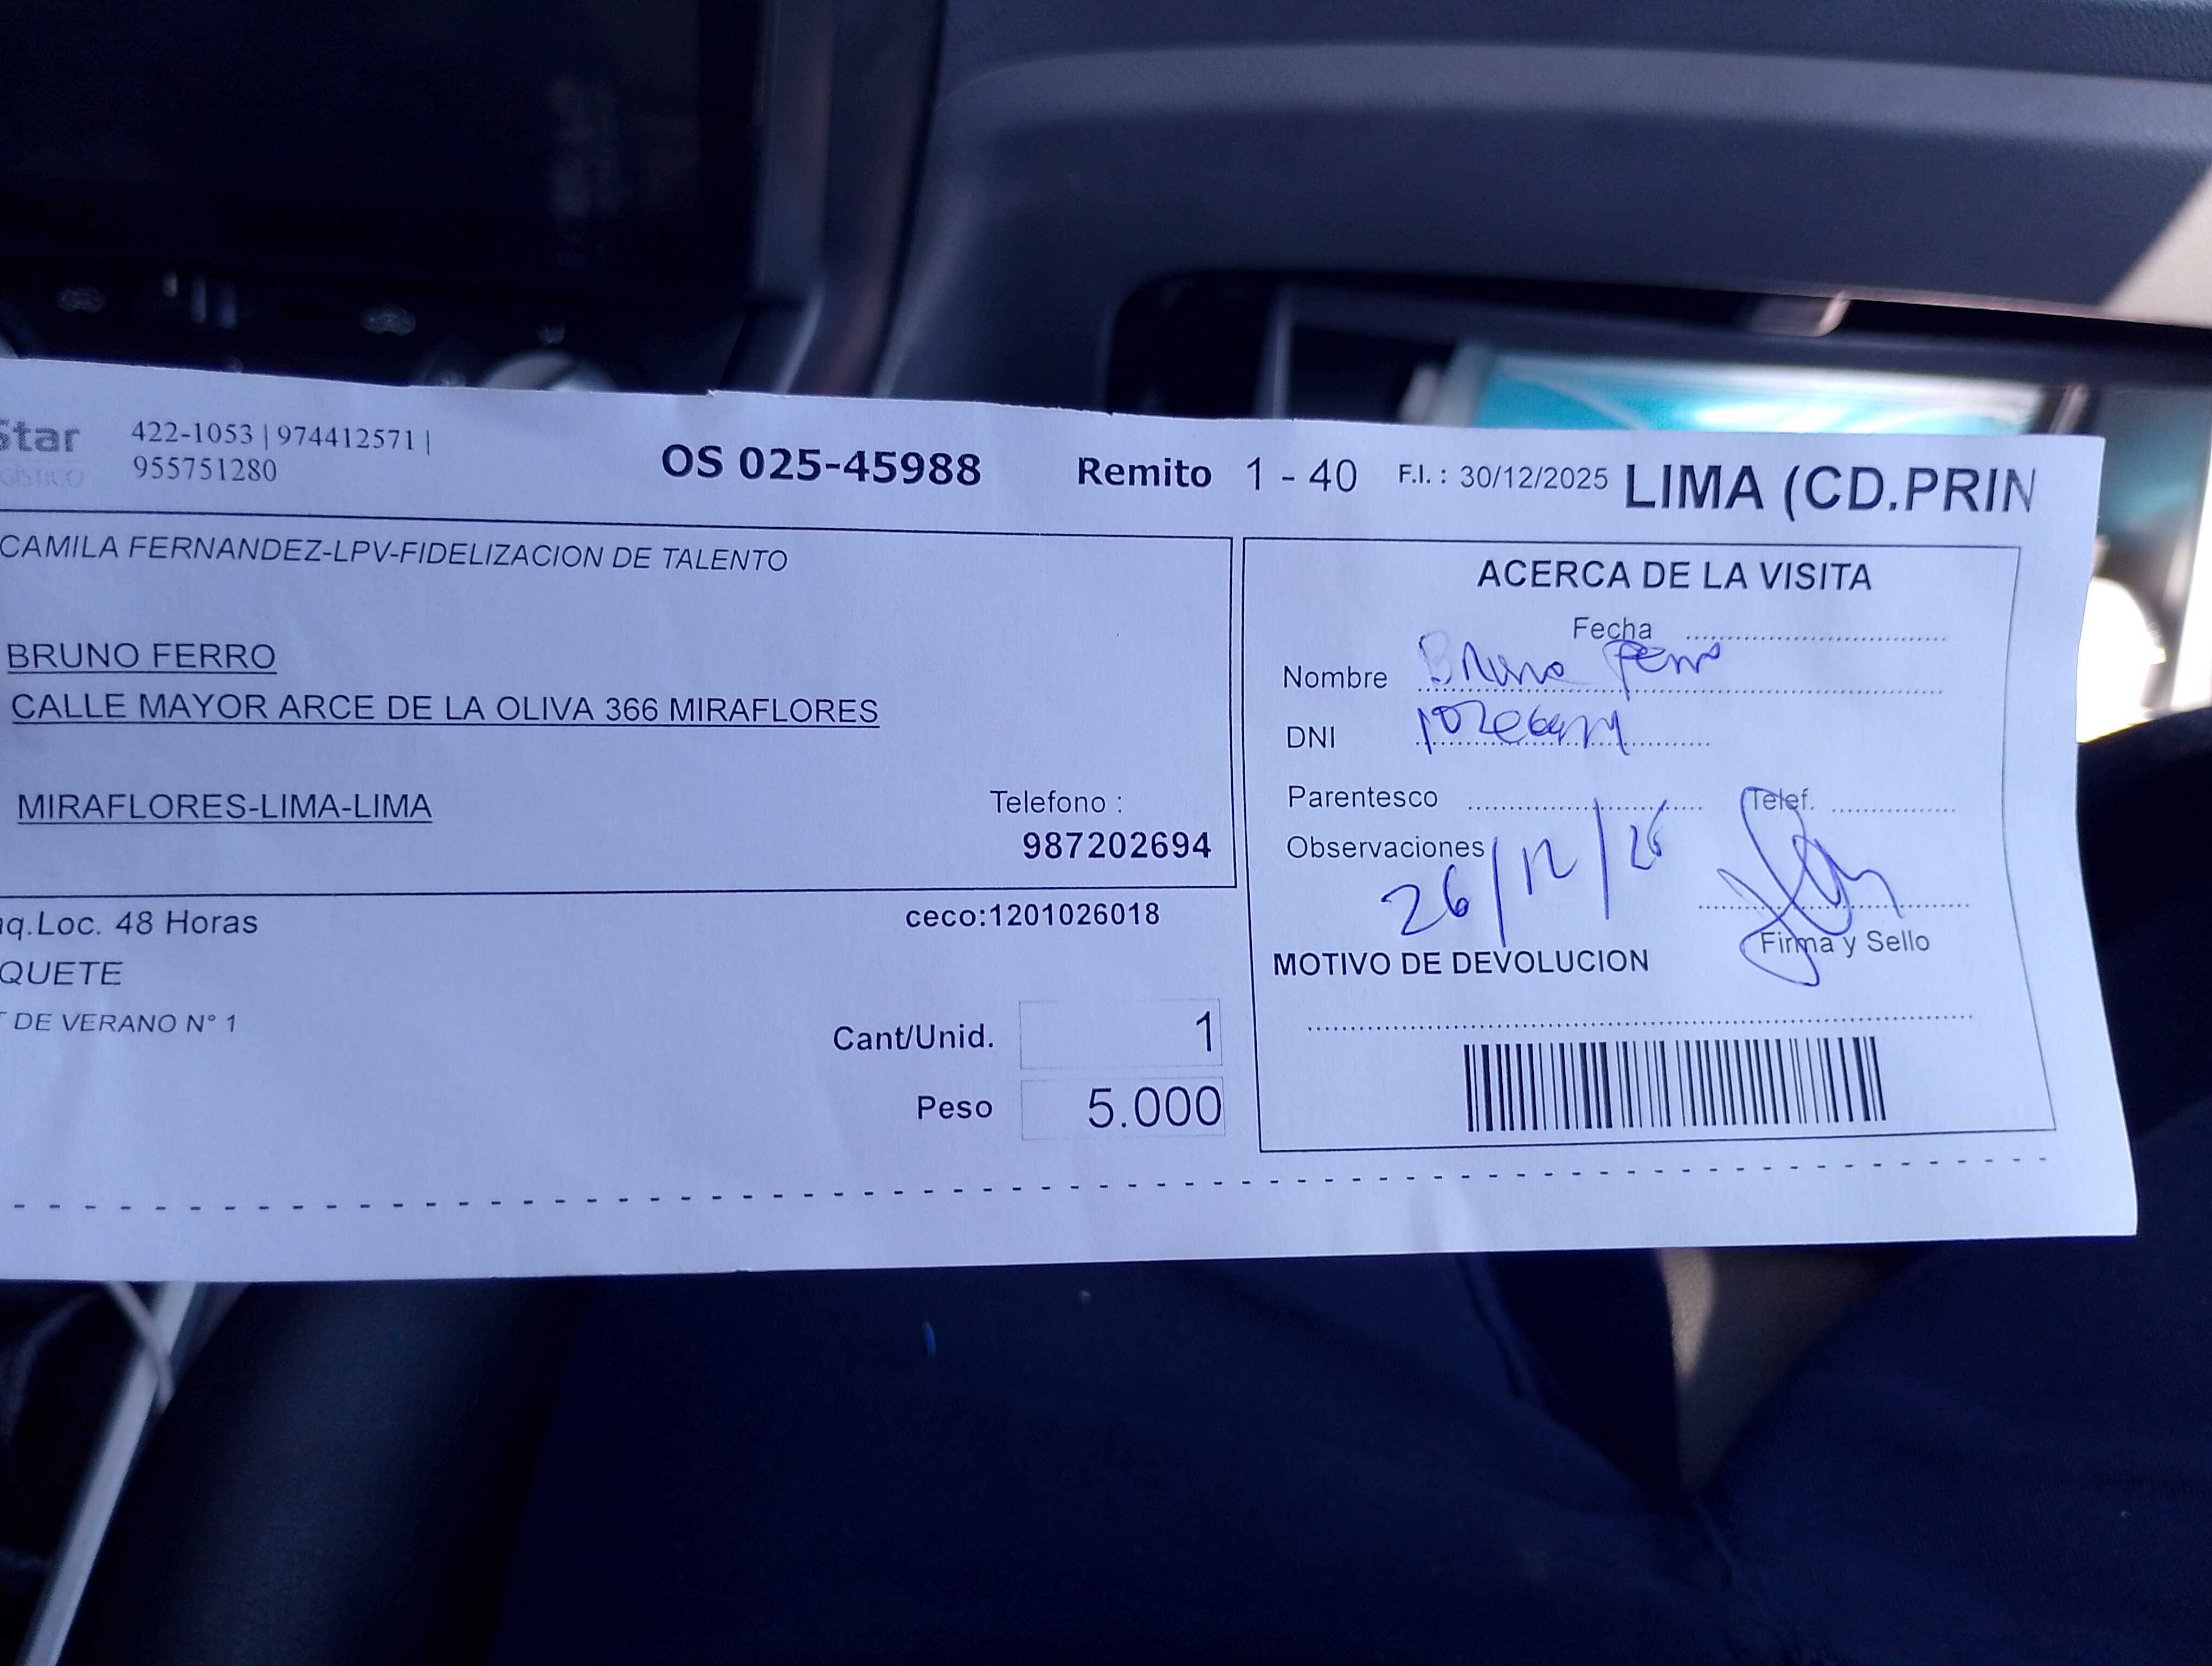 Star
422-1053 | 974412571 |
955751280
OS 025-45988
Remito 1 - 40
F.I. : 30/12/2025
LIMA (CD.PRIN
CAMILA FERNANDEZ-LPV-FIDELIZACION DE TALENTO
BRUNO FERRO
CALLE MAYOR ARCE DE LA OLIVA 366 MIRAFLORES
MIRAFLORES-LIMA-LIMA
Telefono :
987202694
aq.Loc. 48 Horas
ceco:1201026018
QUETE
T DE VERANO N° 1
Cant/Unid. 1
Peso 5.000
ACERCA DE LA VISITA
Fecha
Nombre Bruno Ferro
DNI
Parentesco
Telef.
Observaciones
26/12/
Firma y Sello
MOTIVO DE DEVOLUCION